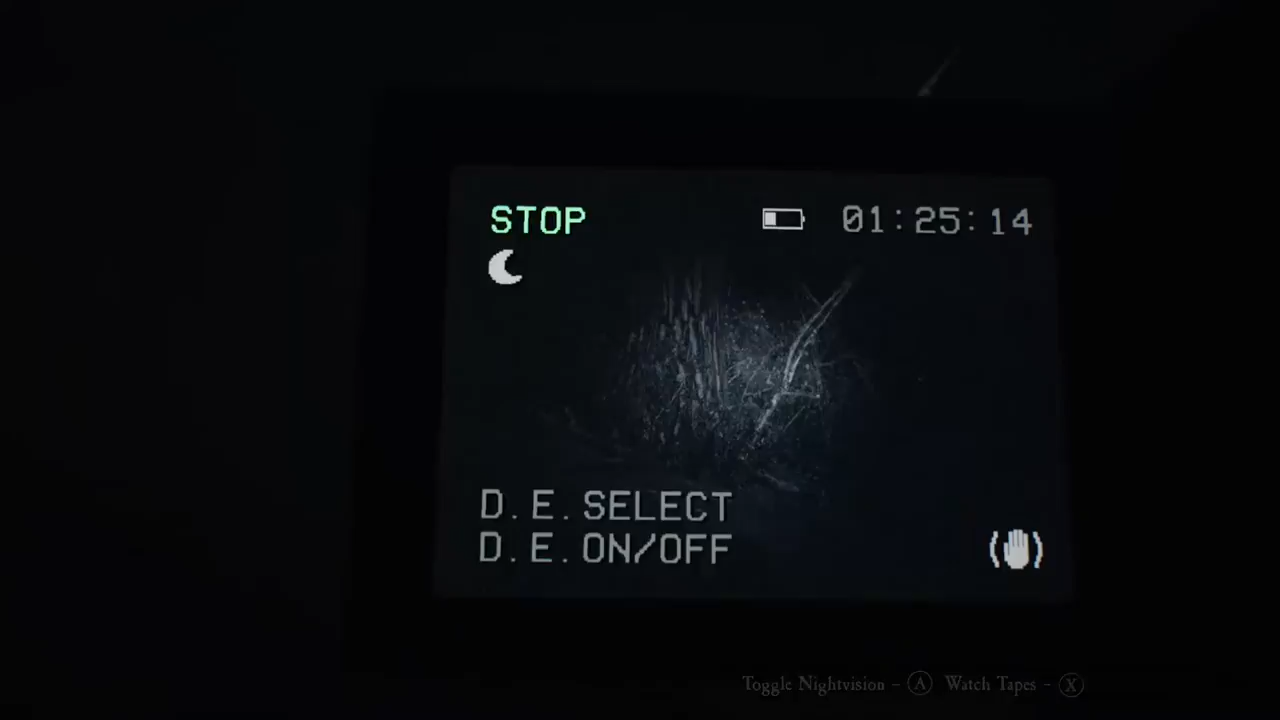 STOP 01:25:14
D.E.SELECT
D.E.ON/OFF
Toggle Nightvision - A Watch Tapes - X